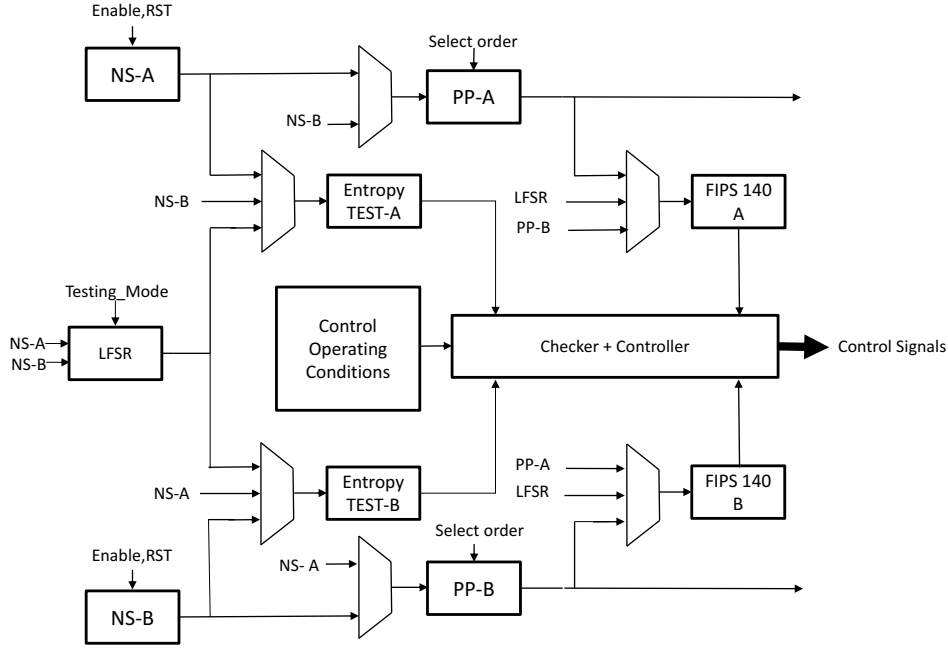 Enable,RST
NS-A
Select order
PP-A
NS-B
NS-B
Entropy
TEST-A
LFSR
PP-B
FIPS 140
A
Testing_Mode
NS-A
NS-B
LFSR
Control
Operating
Conditions
Checker + Controller
Control Signals
NS-A
Entropy
TEST-B
PP-A
LFSR
FIPS 140
B
Enable,RST
NS-B
NS- A
Select order
PP-B